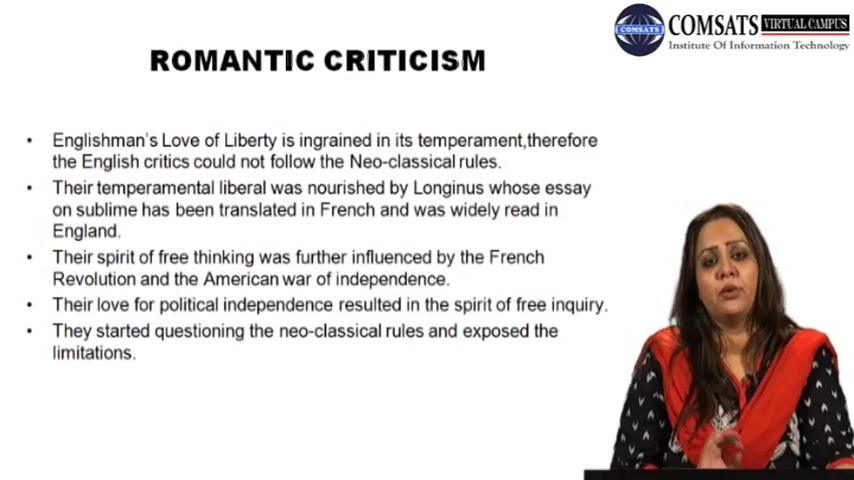 COMSATS VIRTUAL CAMPUS
Institute Of Information Technology
COMSATS
ROMANTIC CRITICISM
• Englishman's Love of Liberty is ingrained in its temperament,therefore
the English critics could not follow the Neo-classical rules.
• Their temperamental liberal was nourished by Longinus whose essay
on sublime has been translated in French and was widely read in
England.
• Their spirit of free thinking was further influenced by the French
Revolution and the American war of independence.
• Their love for political independence resulted in the spirit of free inquiry.
• They started questioning the neo-classical rules and exposed the
limitations.